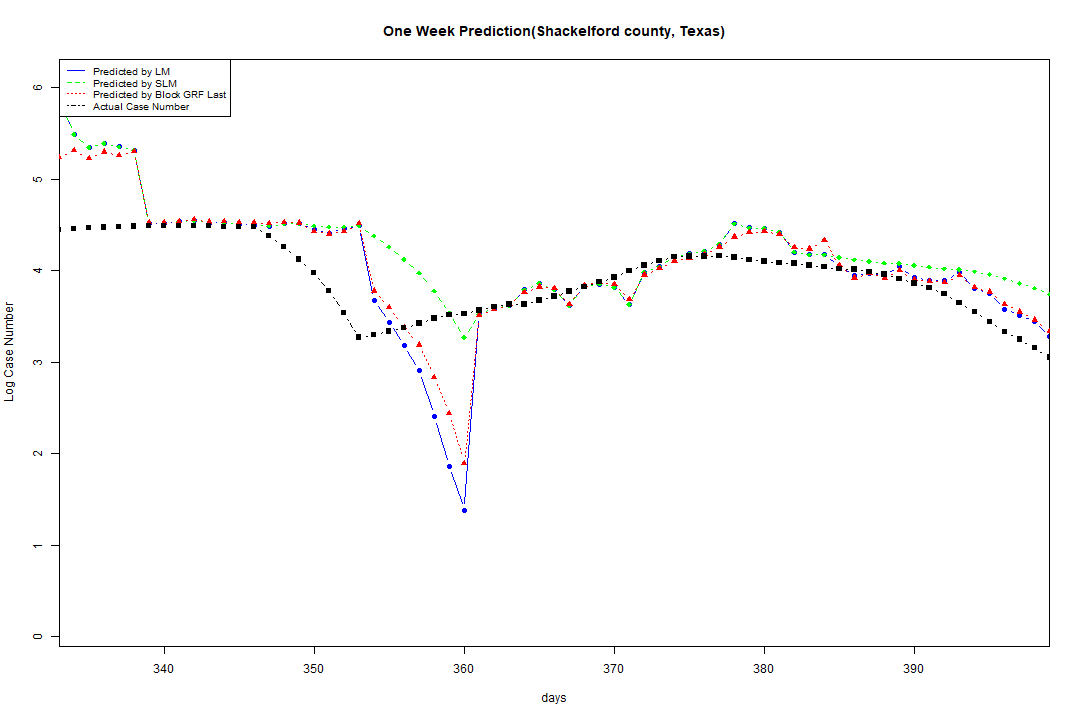 One Week Prediction(Shackelford county, Texas)
Predicted by LM
Predicted by SLM
Predicted by Block GRF Last
Actual Case Number
6
5
4
3
2
1
0
Log Case Number
340 350 360 370 380 390
days